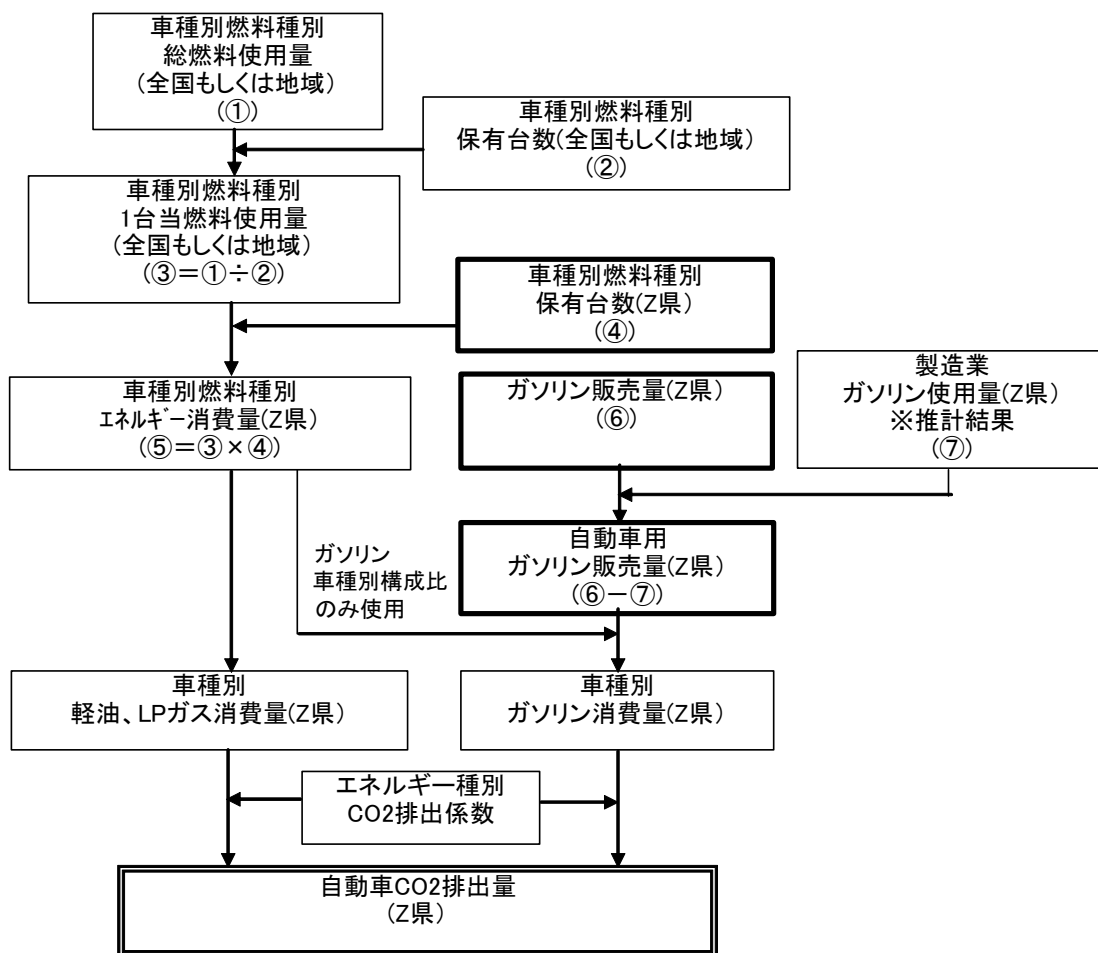 車種別燃料種別
総燃料使用量
(全国もしくは地域)
(①)
車種別燃料種別
保有台数(全国もしくは地域)
(②)
車種別燃料種別
1台当燃料使用量
(全国もしくは地域)
(③=①÷②)
車種別燃料種別
保有台数(Z県)
(④)
車種別燃料種別
ｴﾈﾙｷﾞｰ消費量(Z県)
(⑤=③×④)
ガソリン販売量(Z県)
(⑥)
製造業
ガソリン使用量(Z県)
※推計結果
(⑦)
自動車用
ガソリン販売量(Z県)
(⑥－⑦)
ガソリン
車種別構成比
のみ使用
車種別
軽油、LPガス消費量(Z県)
車種別
ガソリン消費量(Z県)
エネルギー種別
CO2排出係数
自動車CO2排出量
(Z県)